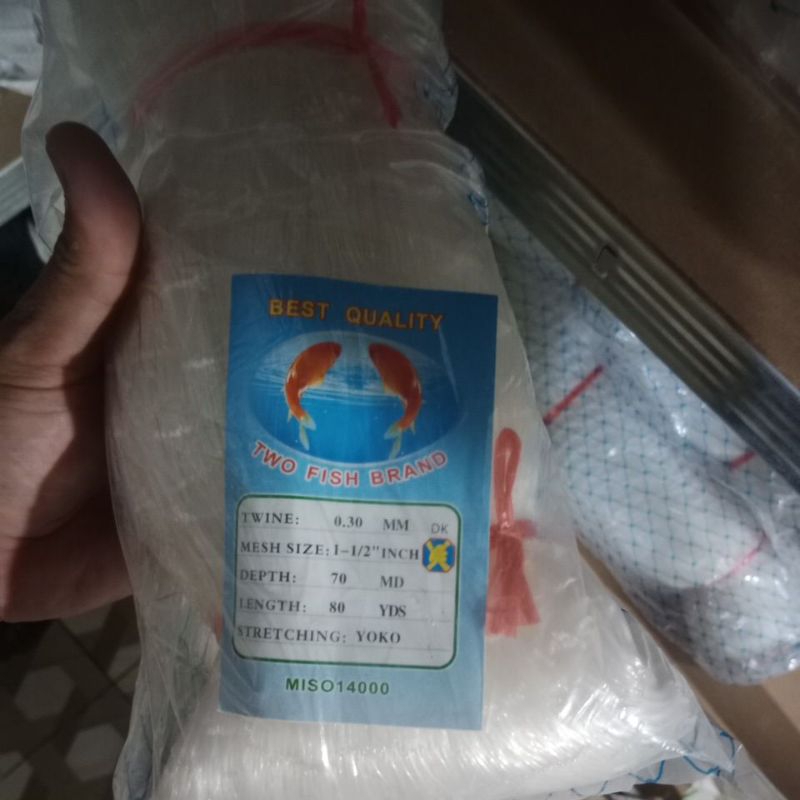 BEST QUALITY
TWO FISH BRAND
TWINE: 0.30 MM
DK
MESH SIZE: 1-1/2" INCH
DEPTH: 70 MD
LENGTH: 80 YDS
STRETCHING: YOKO
MISO14000